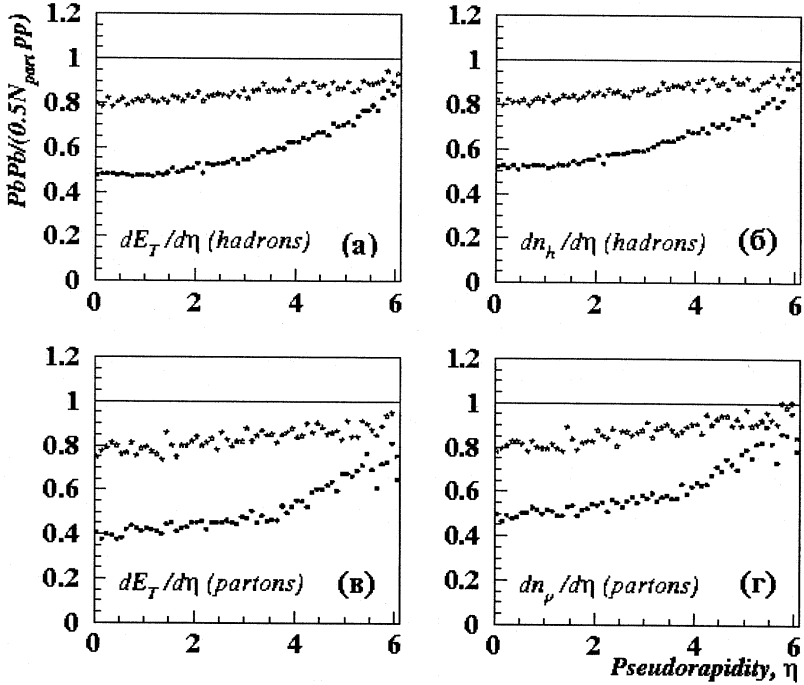 PbPb/(0.5N_part pp)
1.2
1
0.8
0.6
0.4
0.2
0
dE_T/dη (hadrons) (а)
0 2 4 6
1.2
1
0.8
0.6
0.4
0.2
0
dn_h/dη (hadrons) (б)
0 2 4 6
1.2
1
0.8
0.6
0.4
0.2
0
dE_T/dη (partons) (в)
0 2 4 6
1.2
1
0.8
0.6
0.4
0.2
0
dn_p/dη (partons) (г)
0 2 4 6
Pseudorapidity, η